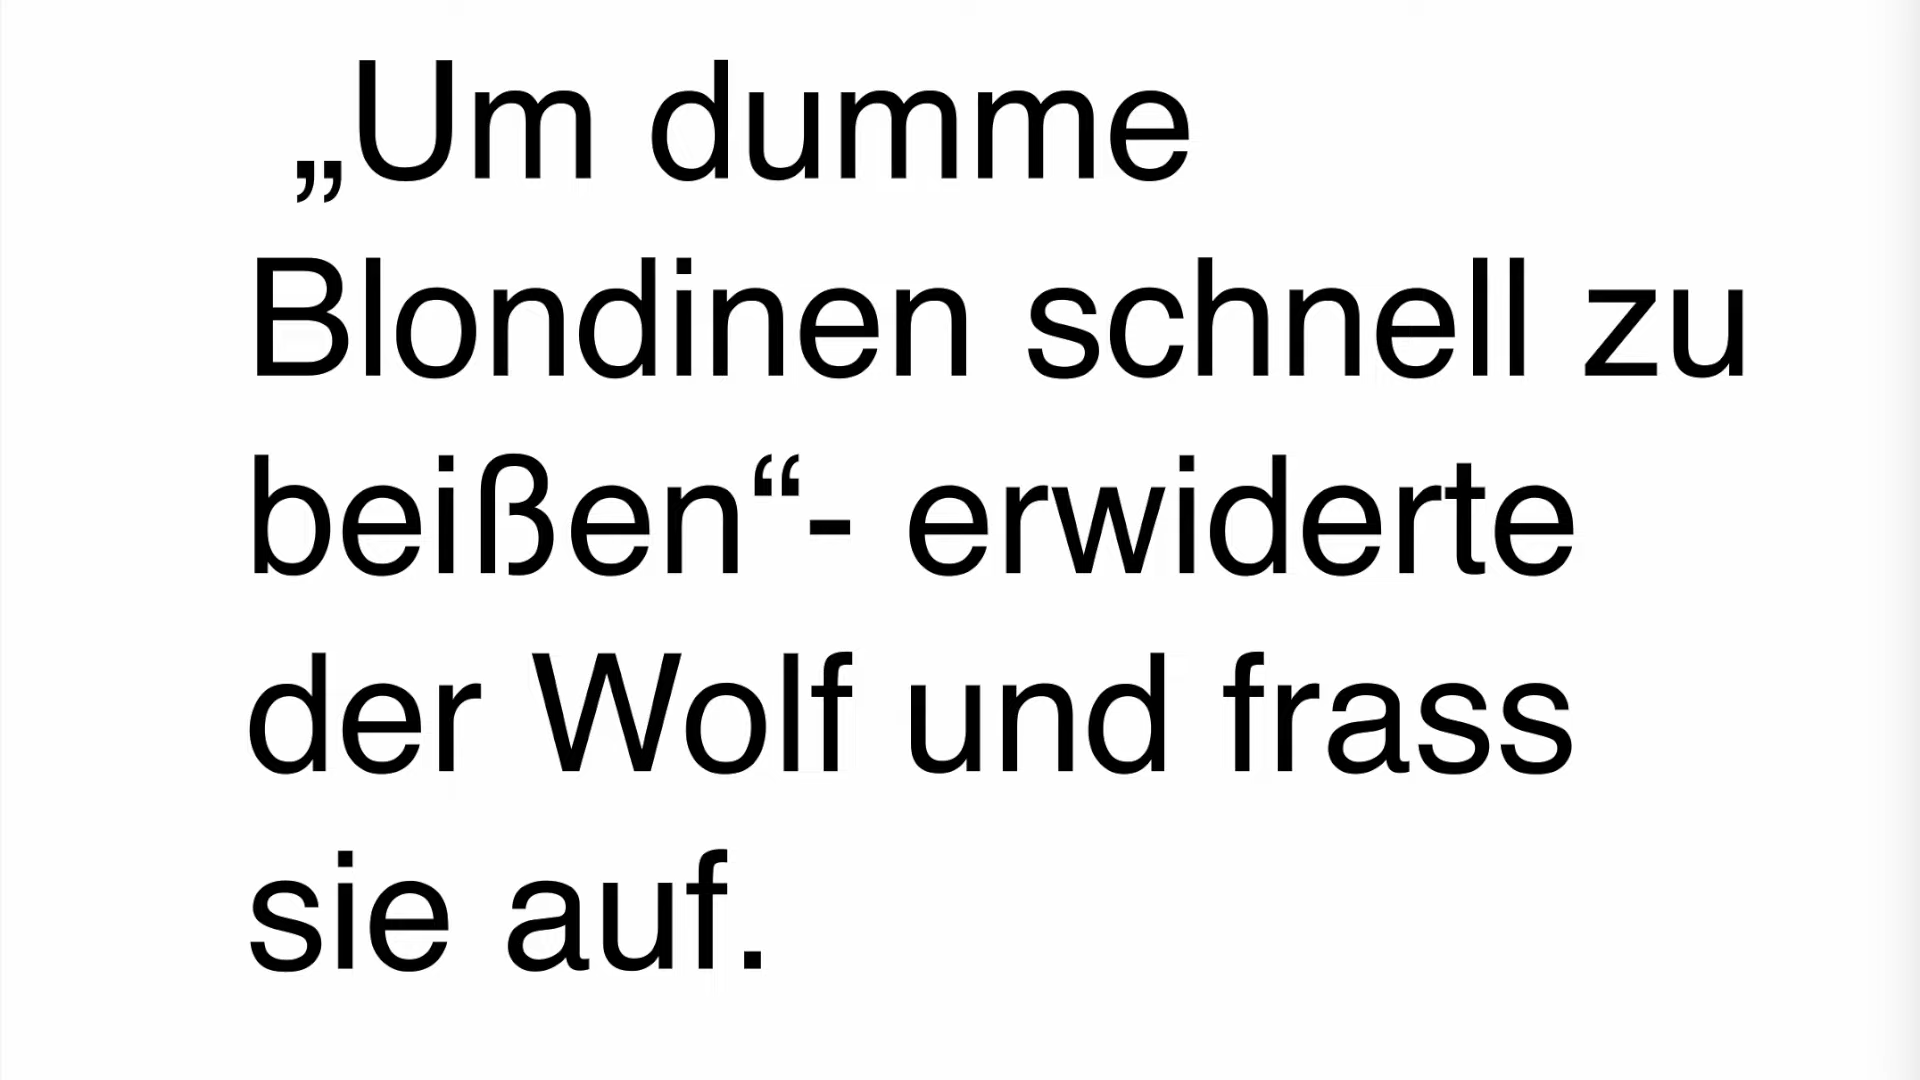 „Um dumme
Blondinen schnell zu
beißen“- erwiderte
der Wolf und frass
sie auf.